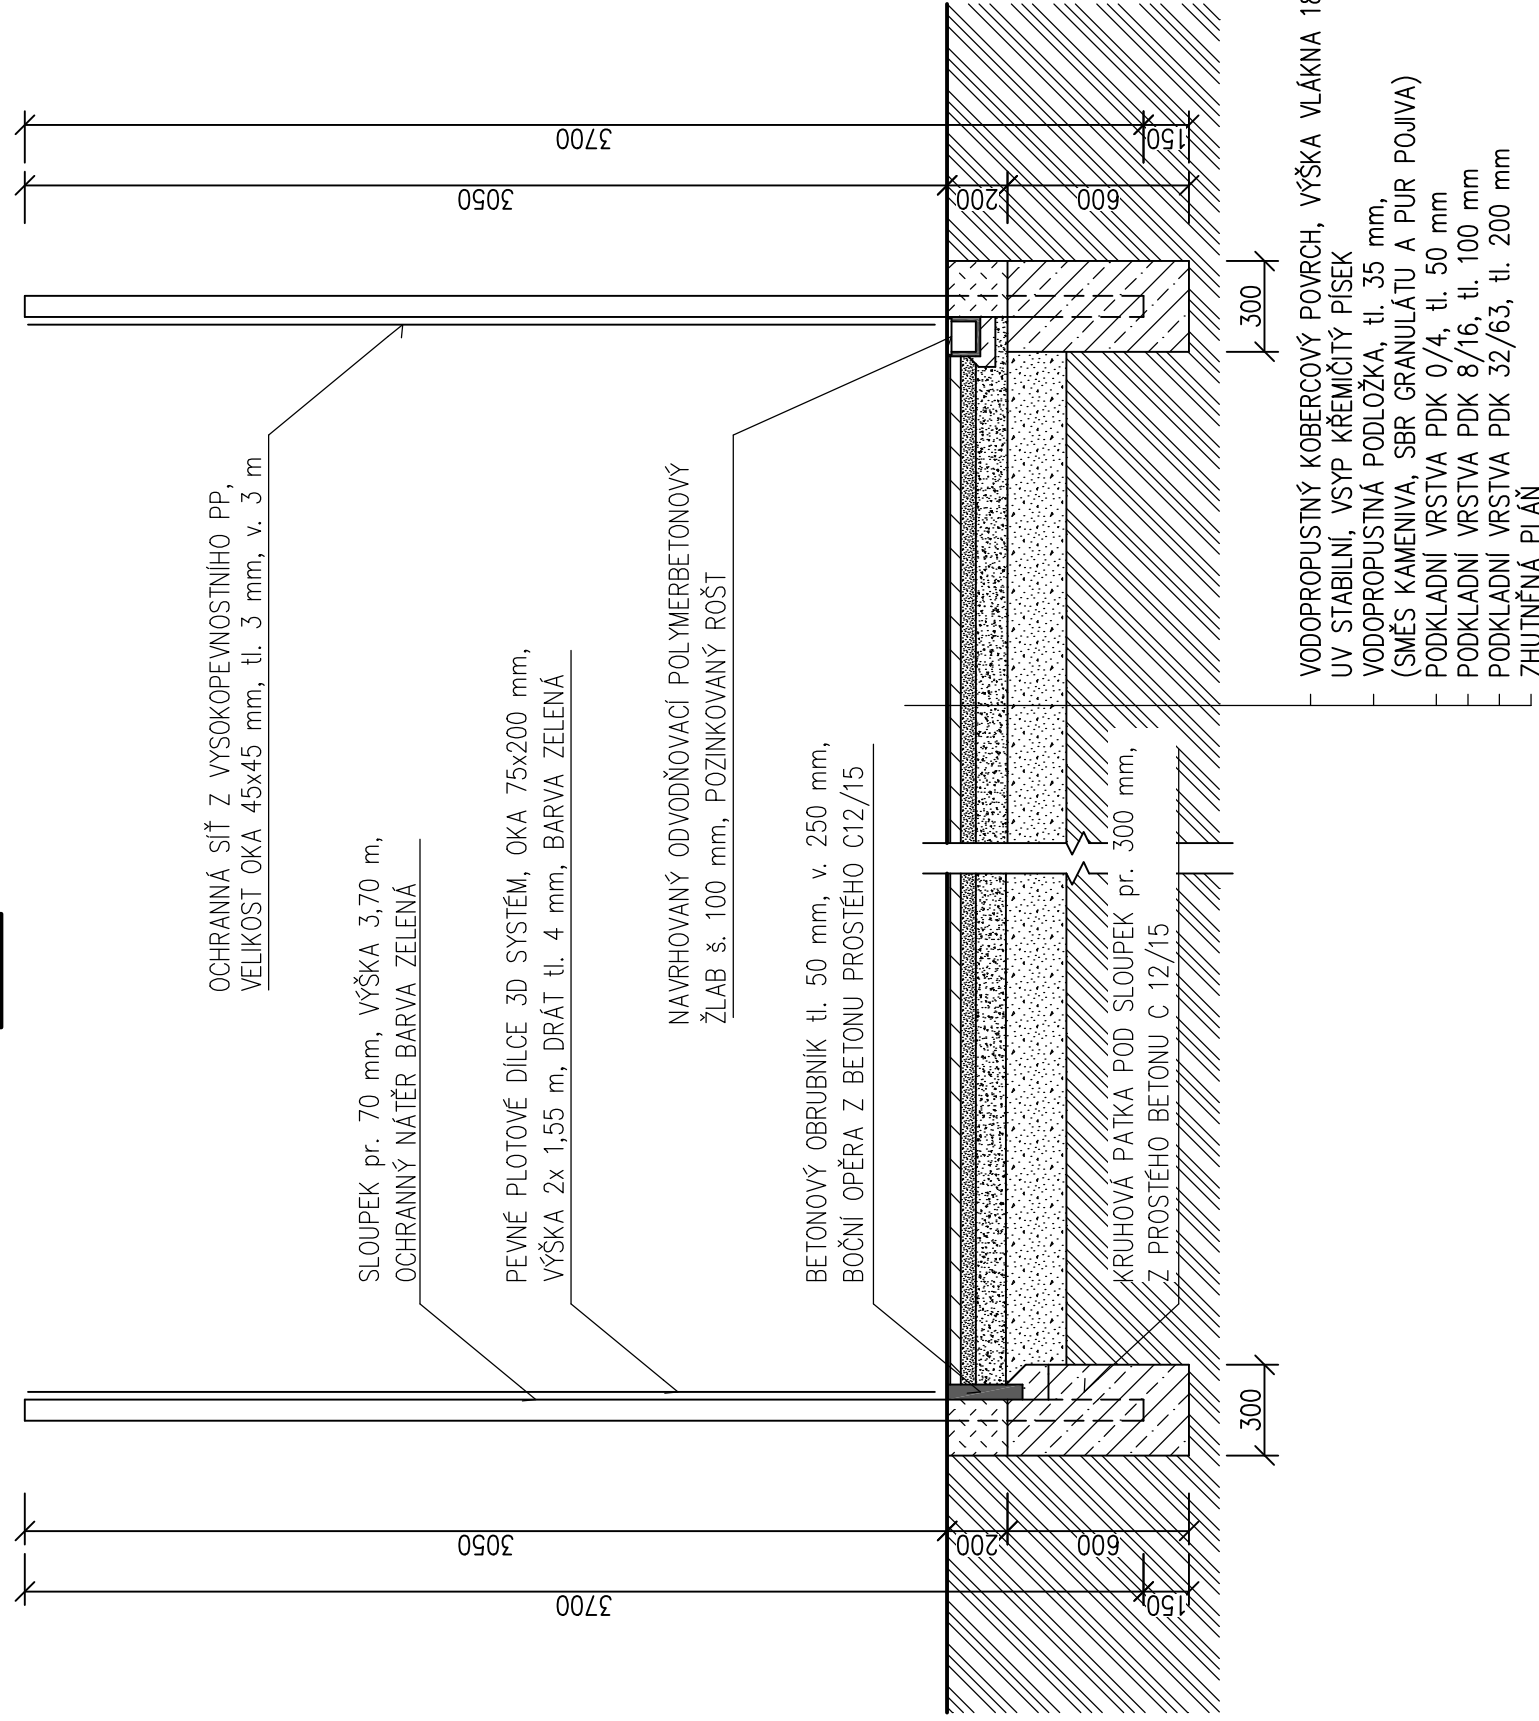 OCHRANNÁ SÍŤ Z VYSOKOPEVNOSTNÍHO PP,
VELIKOST OKA 45x45 mm, tl. 3 mm, v. 3 m
SLOUPEK pr. 70 mm, VÝŠKA 3,70 m,
OCHRANNÝ NÁTĚR BARVA ZELENÁ
PEVNÉ PLOTOVÉ DÍLCE 3D SYSTÉM, OKA 75x200 mm,
VÝŠKA 2x 1,55 m, DRÁT tl. 4 mm, BARVA ZELENÁ
NAVRHOVANÝ ODVODŇOVACÍ POLYMERBETONOVÝ
ŽLAB š. 100 mm, POZINKOVANÝ ROŠT
BETONOVÝ OBRUBNÍK tl. 50 mm, v. 250 mm,
BOČNÍ OPĚRA Z BETONU PROSTÉHO C12/15
KRUHOVÁ PATKA POD SLOUPEK pr. 300 mm,
Z PROSTÉHO BETONU C 12/15
3700
150
3050
200
600
300
3050
200
600
3700
150
300
VODOPROPUSTNÝ KOBERCOVÝ POVRCH, VÝŠKA VLÁKNA 18
UV STABILNÍ, VSYP KŘEMIČITÝ PÍSEK
VODOPROPUSTNÁ PODLOŽKA, tl. 35 mm,
(SMĚS KAMENIVA, SBR GRANULÁTU A PUR POJIVA)
PODKLADNÍ VRSTVA PDK 0/4, tl. 50 mm
PODKLADNÍ VRSTVA PDK 8/16, tl. 100 mm
PODKLADNÍ VRSTVA PDK 32/63, tl. 200 mm
ZHUTNĚNÁ PLÁŇ